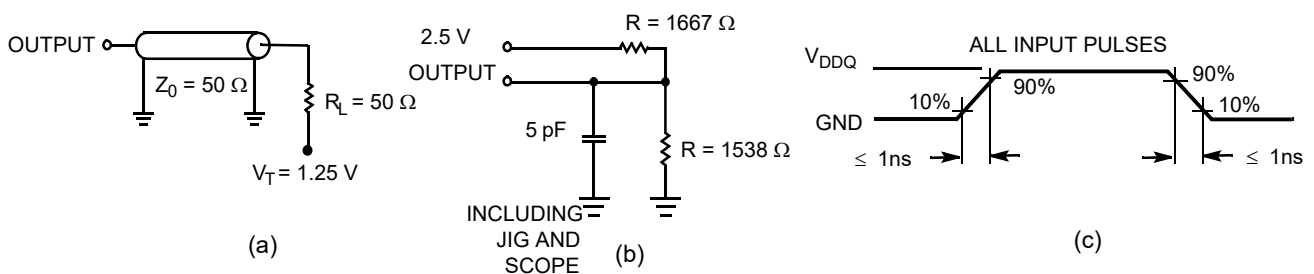 OUTPUT
Z0 = 50 Ω
RL = 50 Ω
VT = 1.25 V
(a)
R = 1667 Ω
2.5 V
OUTPUT
5 pF
R = 1538 Ω
INCLUDING
JIG AND
SCOPE
(b)
ALL INPUT PULSES
VDDQ
GND
10%
90%
90%
10%
≤ 1ns
≤ 1ns
(c)